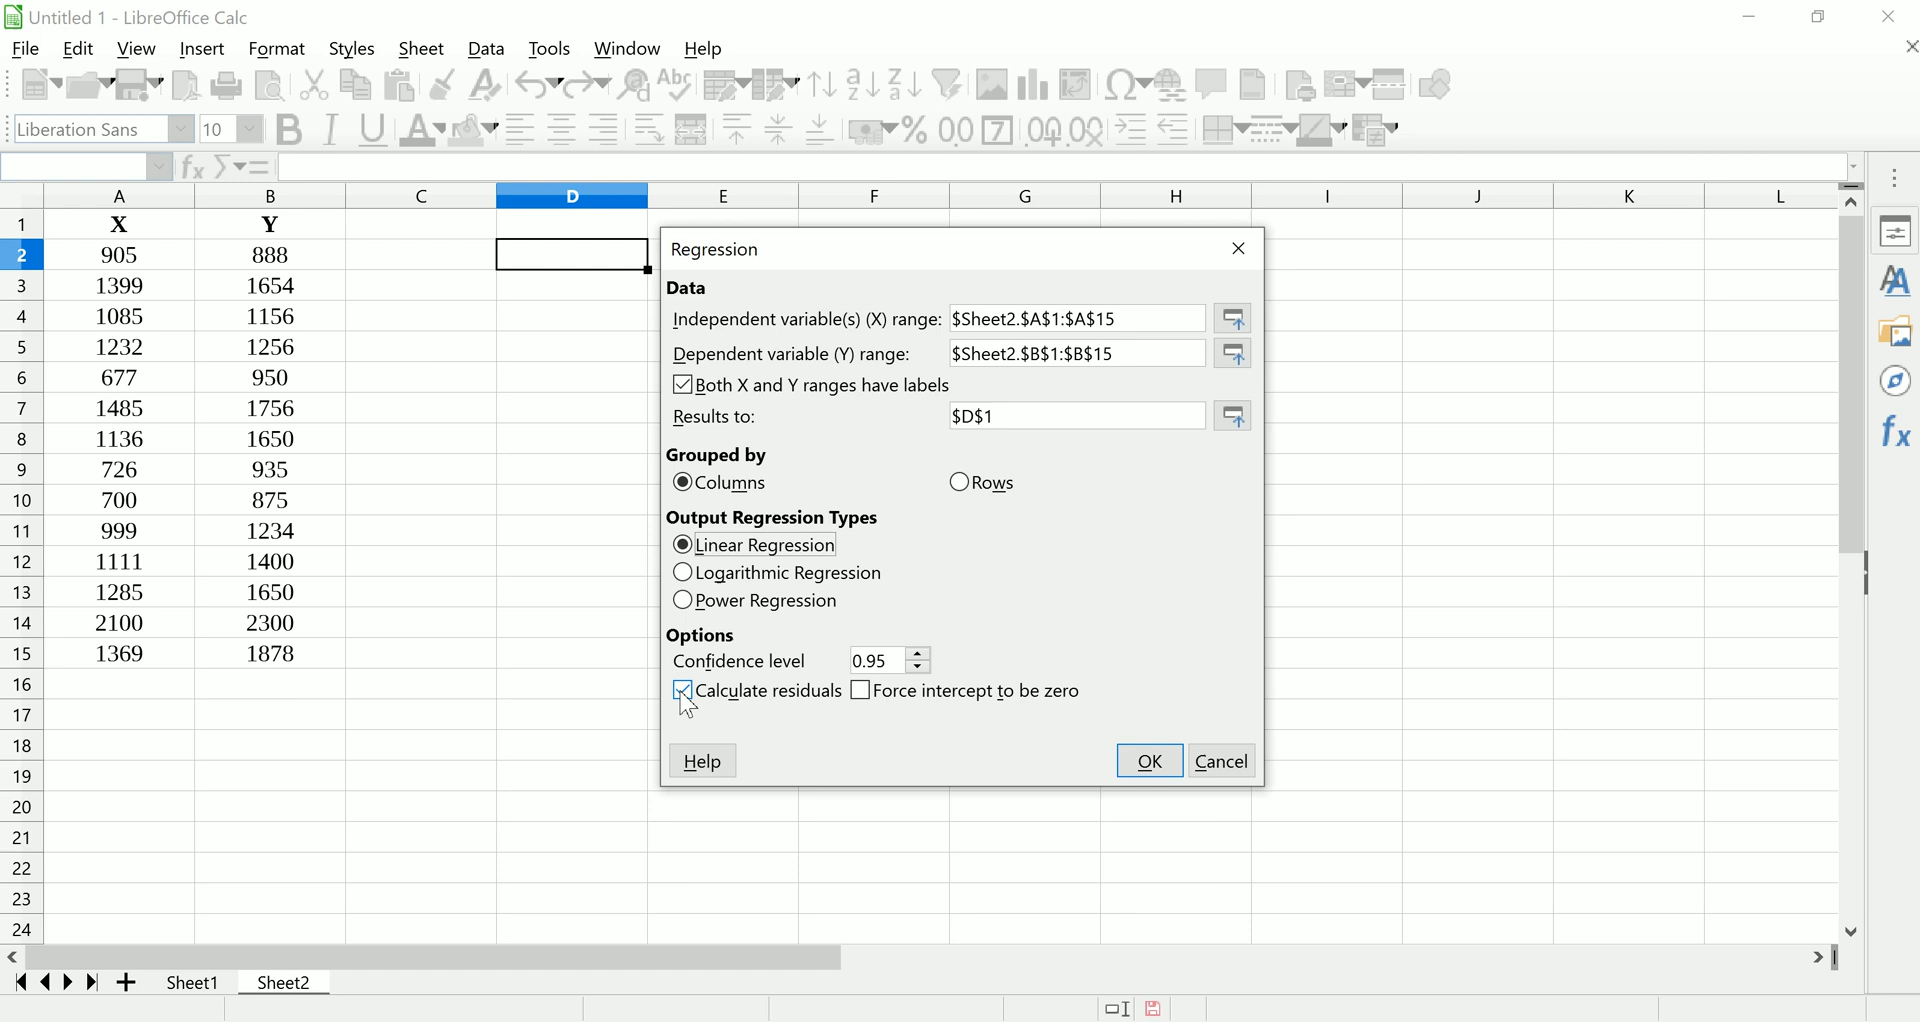 Untitled 1 - LibreOffice Calc
File Edit View Insert Format Styles Sheet Data Tools Window Help
Liberation Sans 10
A B C D E F G H I J K L
1 X Y
2 905 888
3 1399 1654
4 1085 1156
5 1232 1256
6 677 950
7 1485 1756
8 1136 1650
9 726 935
10 700 875
11 999 1234
12 1111 1400
13 1285 1650
14 2100 2300
15 1369 1878
16
17
18
19
20
21
22
23
24
Regression
Data
Independent variable(s) (X) range: $Sheet2.$A$1:$A$15
Dependent variable (Y) range: $Sheet2.$B$1:$B$15
Both X and Y ranges have labels
Results to: $D$1
Grouped by
Columns Rows
Output Regression Types
Linear Regression
Logarithmic Regression
Power Regression
Options
Confidence level 0.95
Calculate residuals Force intercept to be zero
Help OK Cancel
Sheet1 Sheet2